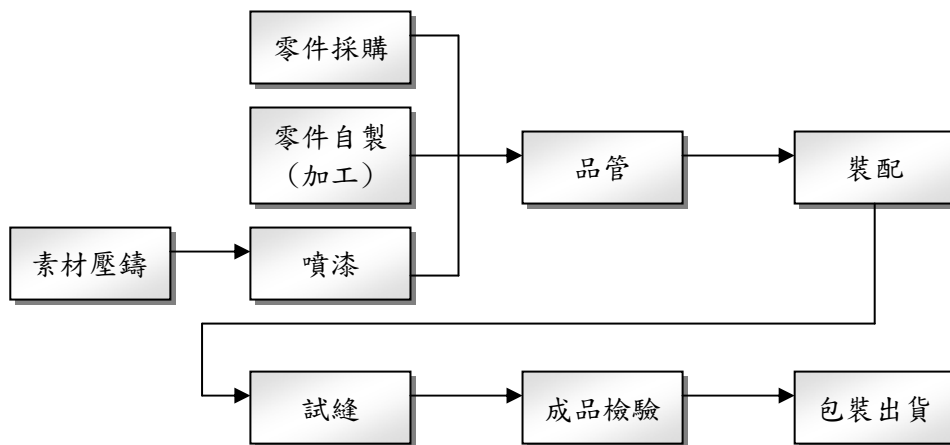 零件採購
零件自製
(加工)
品管
裝配
素材壓鑄
噴漆
試縫
成品檢驗
包裝出貨